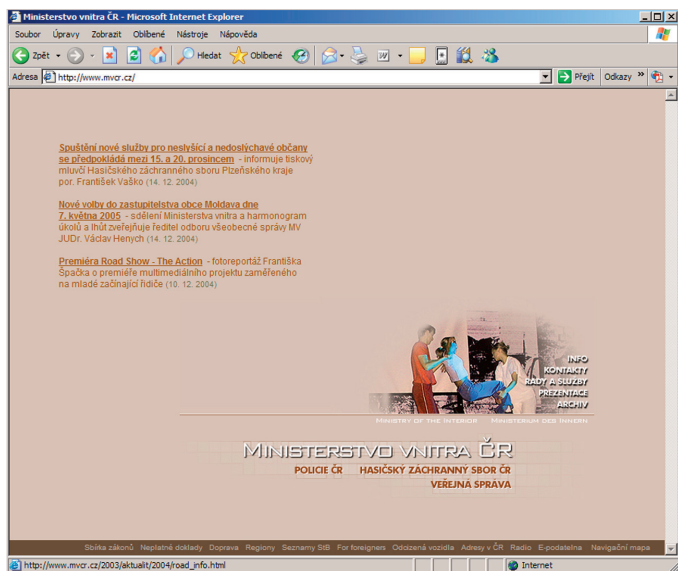 Ministerstvo vnitra ČR - Microsoft Internet Explorer
Soubor Úpravy Zobrazit Oblíbené Nástroje Nápověda
Zpět Hledat Oblíbené
Adresa http://www.mvcr.cz/ Přejít Odkazy »
Spuštění nové služby pro neslyšící a nedoslýchavé občany
se předpokládá mezi 15. a 20. prosincem - informuje tiskový
mluvčí Hasičského záchranného sboru Plzeňského kraje
por. František Vaško (14. 12. 2004)
Nové volby do zastupitelstva obce Moldava dne
7. května 2005 - sdělení Ministerstva vnitra a harmonogram
úkolů a lhůt zveřejňuje ředitel odboru všeobecné správy MV
JUDr. Václav Henych (14. 12. 2004)
Premiéra Road Show - The Action - fotoreportáž Františka
Špačka o premiéře multimediálního projektu zaměřeného
na mladé začínající řidiče (10. 12. 2004)
INFO
KONTAKTY
RADY A SLUŽBY
PREZENTACE
ARCHIV
Ministry of the Interior Ministerium des Innern
Ministerstvo vnitra ČR
POLICIE ČR HASIČSKÝ ZÁCHRANNÝ SBOR ČR
VEŘEJNÁ SPRÁVA
Sbírka zákonů Neplatné doklady Doprava Regiony Seznamy StB For foreigners Odcizená vozidla Adresy v ČR Radio E-podatelna Navigační mapa
http://www.mvcr.cz/2003/aktualit/2004/road_info.html Internet